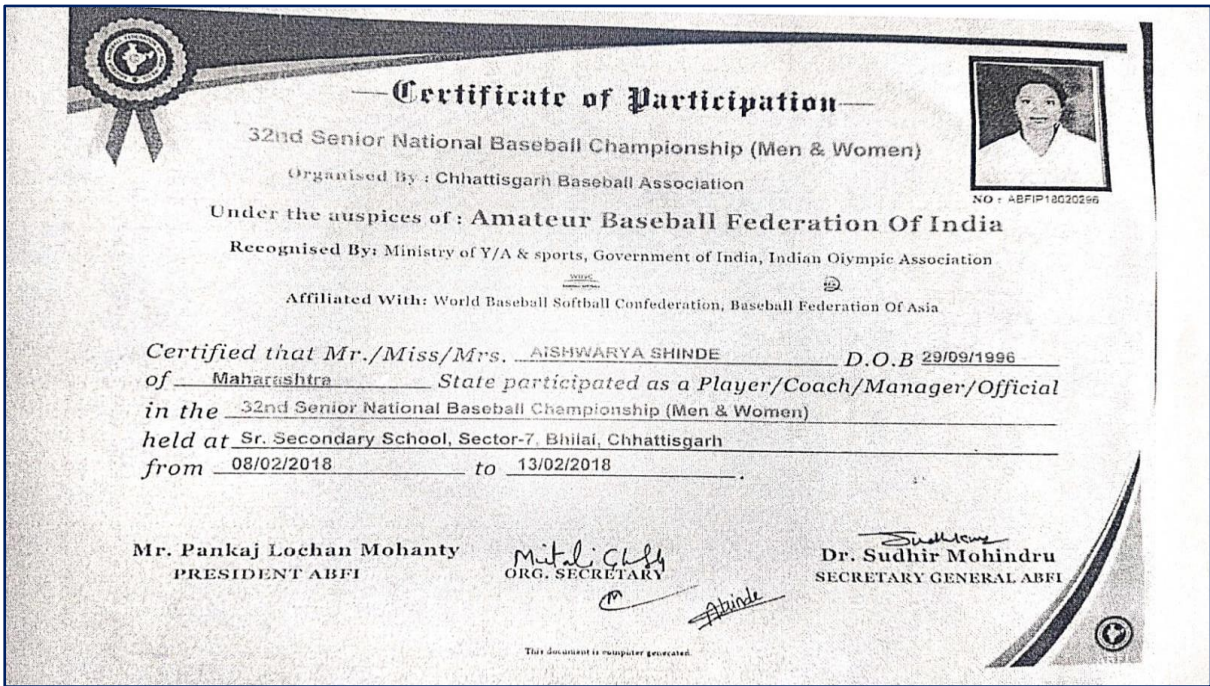 Certificate of Participation
32nd Senior National Baseball Championship (Men & Women)
Organised By : Chhattisgarh Baseball Association
NO : ABFIP18020296
Under the auspices of : Amateur Baseball Federation Of India
Recognised By: Ministry of Y/A & sports, Government of India, Indian Olympic Association
WBSC
Affiliated With: World Baseball Softball Confederation, Baseball Federation Of Asia
Certified that Mr./Miss/Mrs. AISHWARYA SHINDE D.O.B 29/09/1996
of Maharashtra State participated as a Player/Coach/Manager/Official
in the 32nd Senior National Baseball Championship (Men & Women)
held at Sr. Secondary School, Sector-7, Bhilai, Chhattisgarh
from 08/02/2018 to 13/02/2018.
Mr. Pankaj Lochan Mohanty
PRESIDENT ABFI
Mitali
ORG. SECRETARY
Dr. Sudhir Mohindru
SECRETARY GENERAL ABFI
This document is computer generated.
ABFI